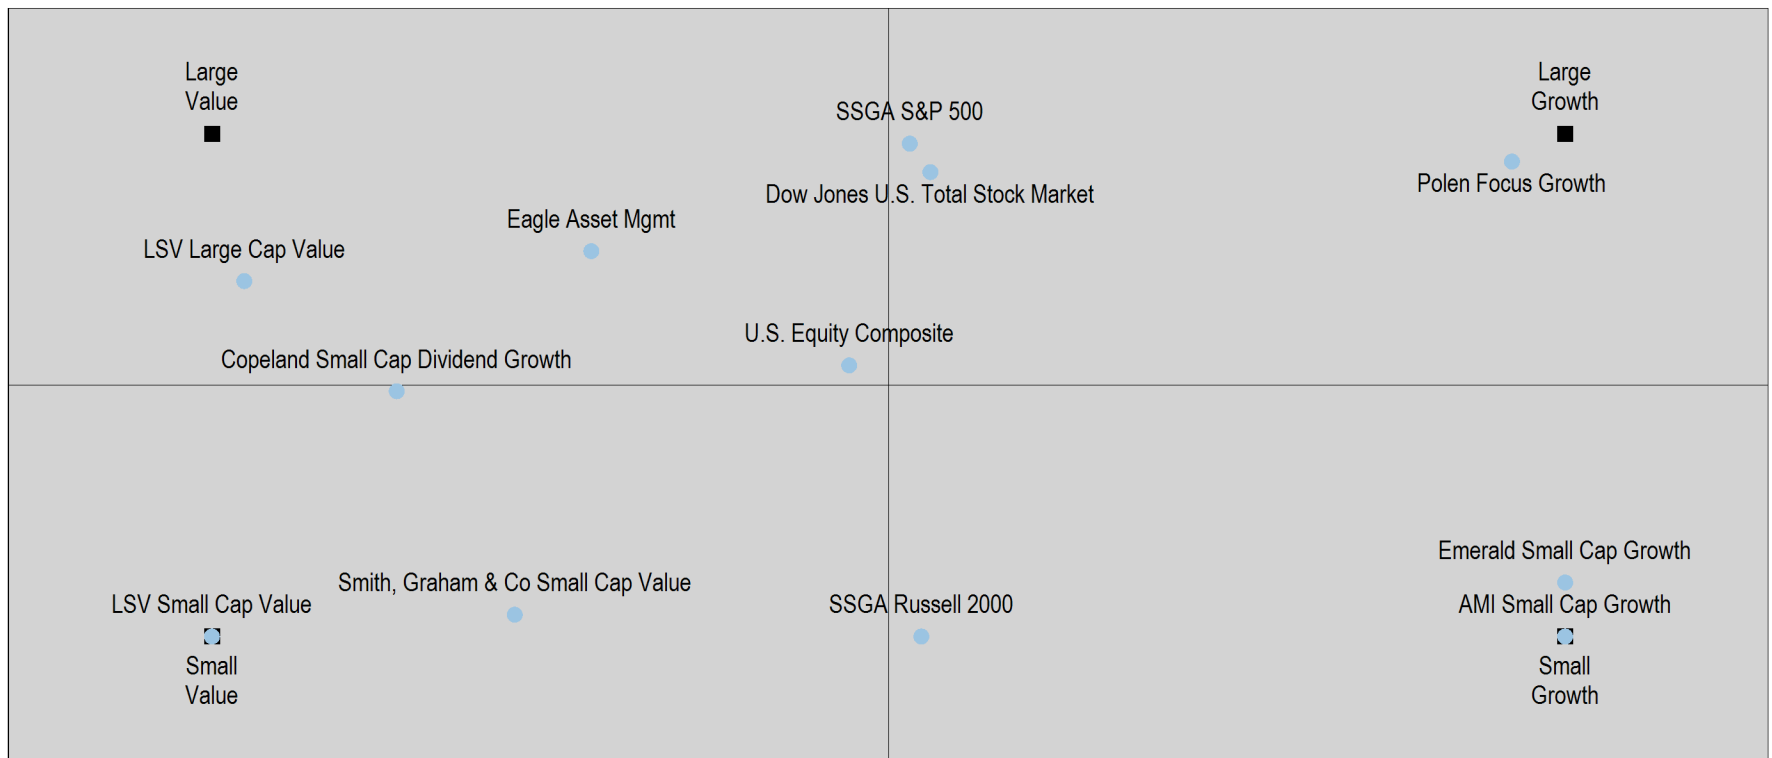 Large
Value
Large
Growth
SSGA S&P 500
Dow Jones U.S. Total Stock Market
Polen Focus Growth
Eagle Asset Mgmt
LSV Large Cap Value
U.S. Equity Composite
Copeland Small Cap Dividend Growth
Emerald Small Cap Growth
Smith, Graham & Co Small Cap Value
LSV Small Cap Value
SSGA Russell 2000
AMI Small Cap Growth
Small
Value
Small
Growth